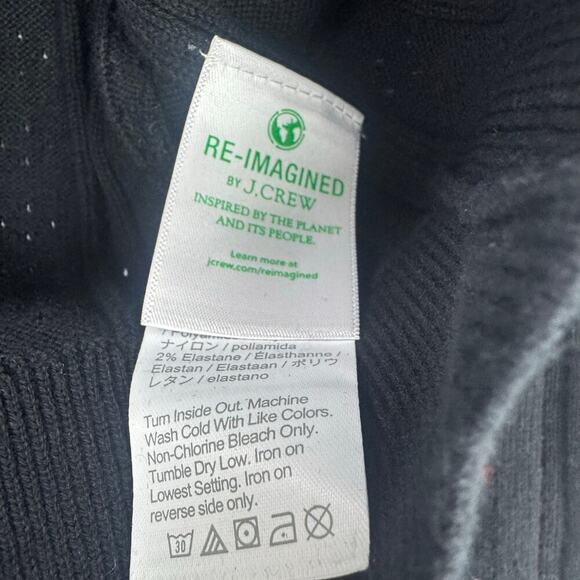 RE-IMAGINED
BY J.CREW
INSPIRED BY THE PLANET
AND ITS PEOPLE.
Learn more at
jcrew.com/reimagined
ナイロン / poliamida
2% Elastane / Élasthanne /
Elastan / Elastaan / ポリウ
レタン / elastano
Turn Inside Out. Machine
Wash Cold With Like Colors.
Non-Chlorine Bleach Only.
Tumble Dry Low. Iron on
Lowest Setting. Iron on
reverse side only.
30